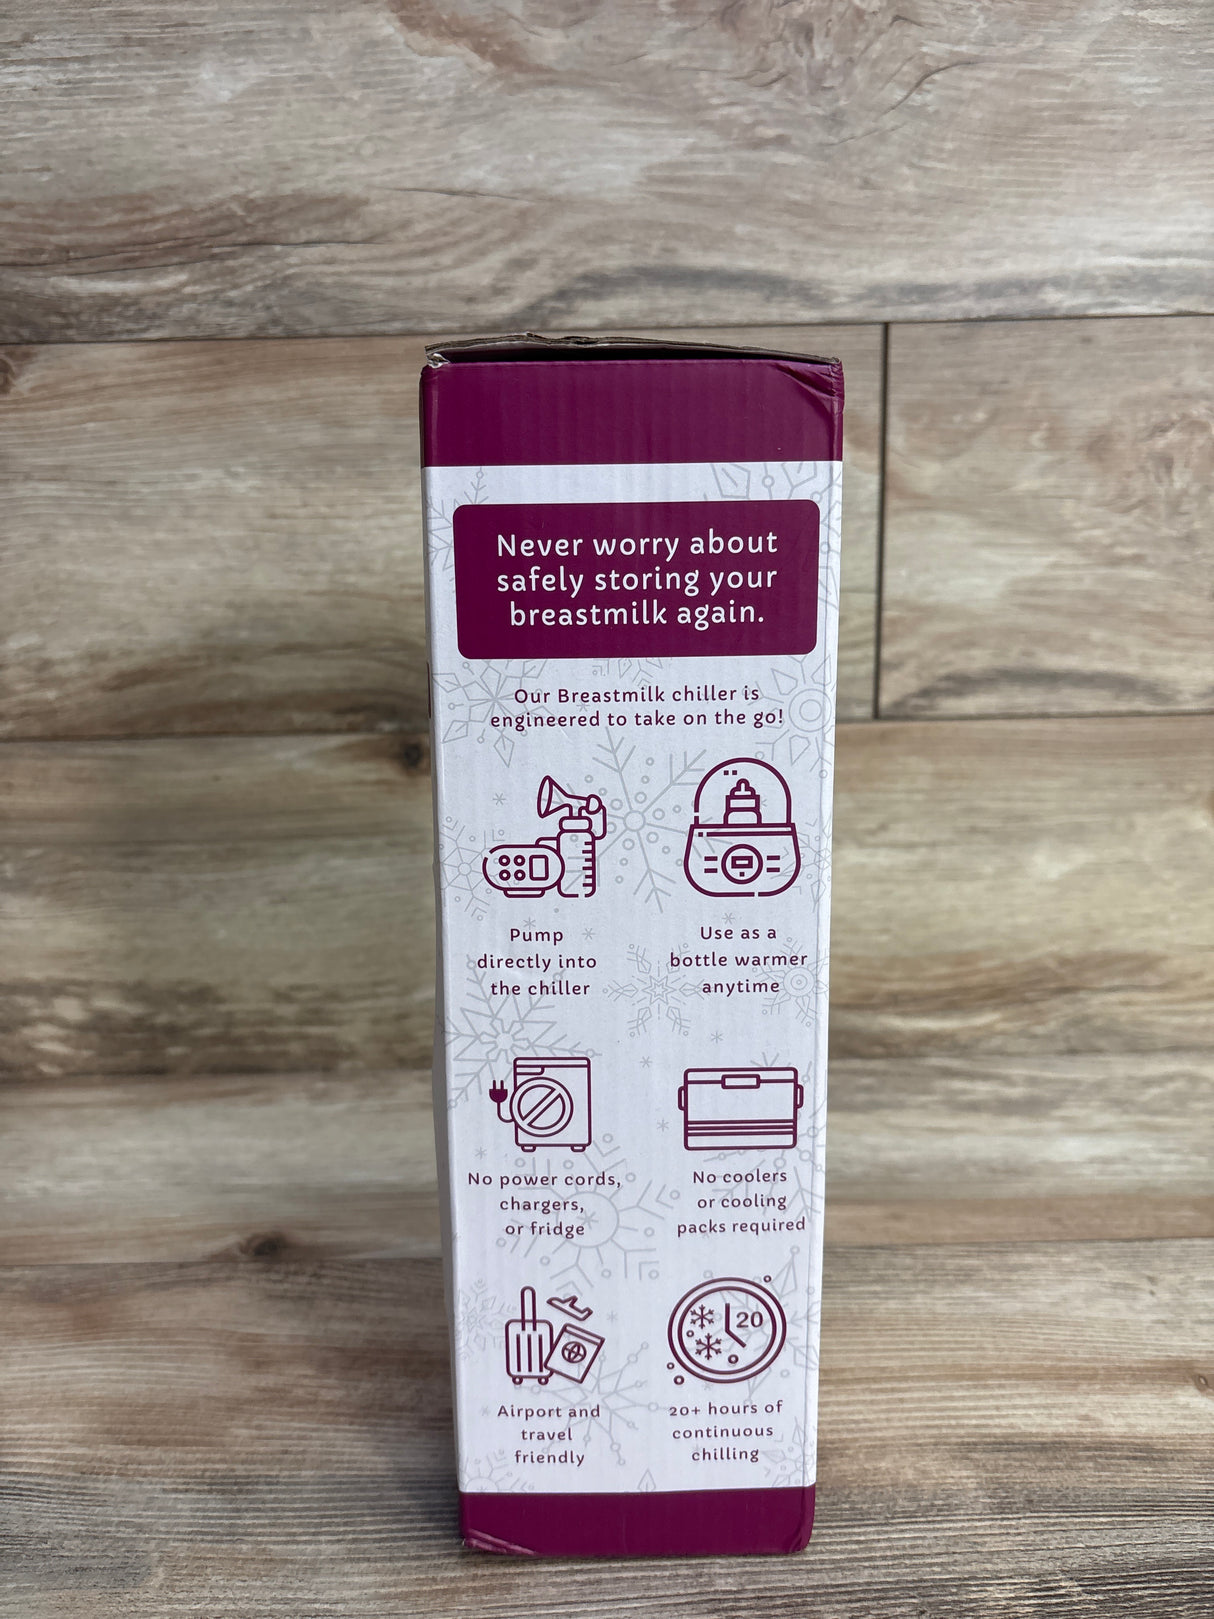 Never worry about
safely storing your
breastmilk again.
Our Breastmilk chiller is
engineered to take on the go!
Pump
directly into
the chiller
Use as a
bottle warmer
anytime
No power cords,
chargers,
or fridge
No coolers
or cooling
packs required
Airport and
travel
friendly
20
20+ hours of
continuous
chilling